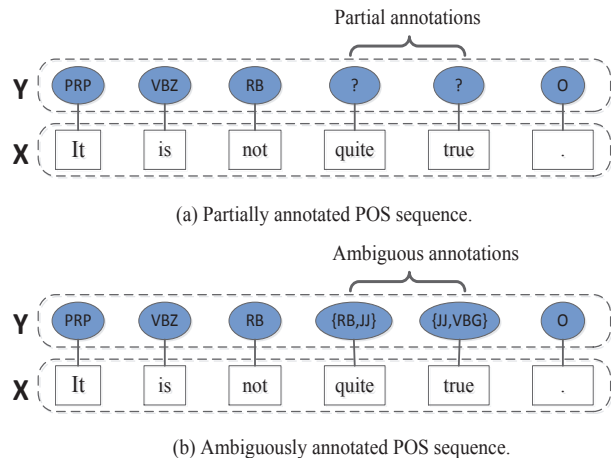 Partial annotations
Y PRP VBZ RB ? ? O
X It is not quite true .
(a) Partially annotated POS sequence.
Ambiguous annotations
Y PRP VBZ RB {RB,JJ} {JJ,VBG} O
X It is not quite true .
(b) Ambiguously annotated POS sequence.